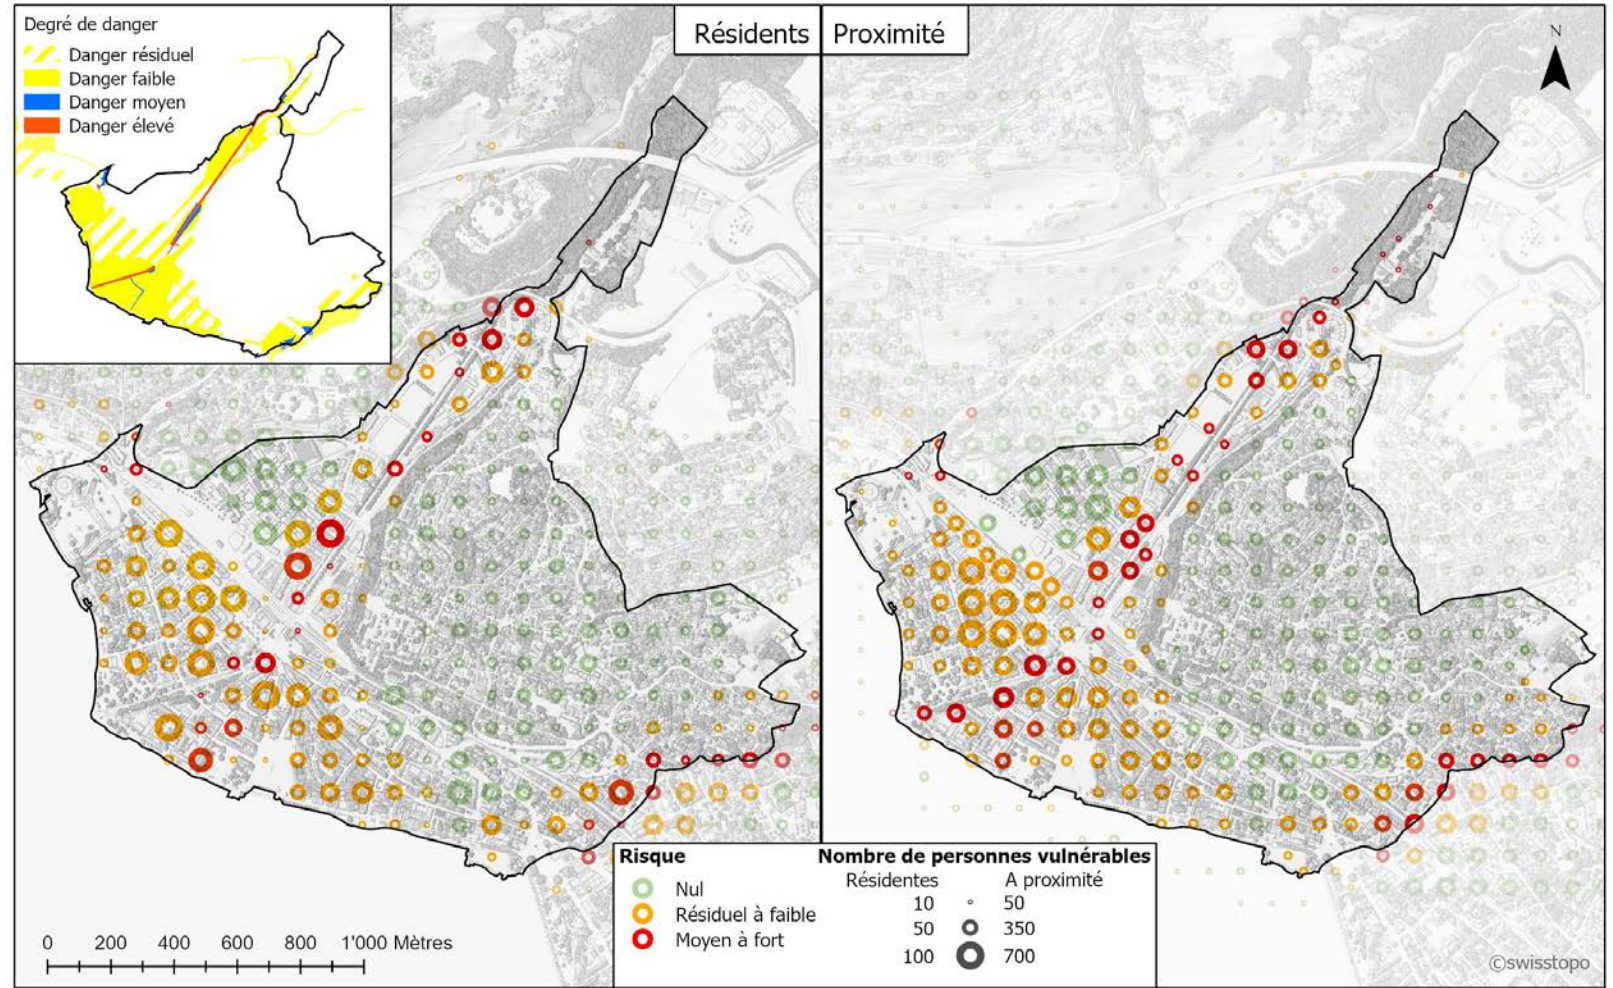 Degré de danger
Danger résiduel
Danger faible
Danger moyen
Danger élevé
Résidents
Proximité
N
Risque
Nul
Résiduel à faible
Moyen à fort
Nombre de personnes vulnérables
Résidentes A proximité
10 50
50 350
100 700
0 200 400 600 800 1'000 Mètres
©swisstopo